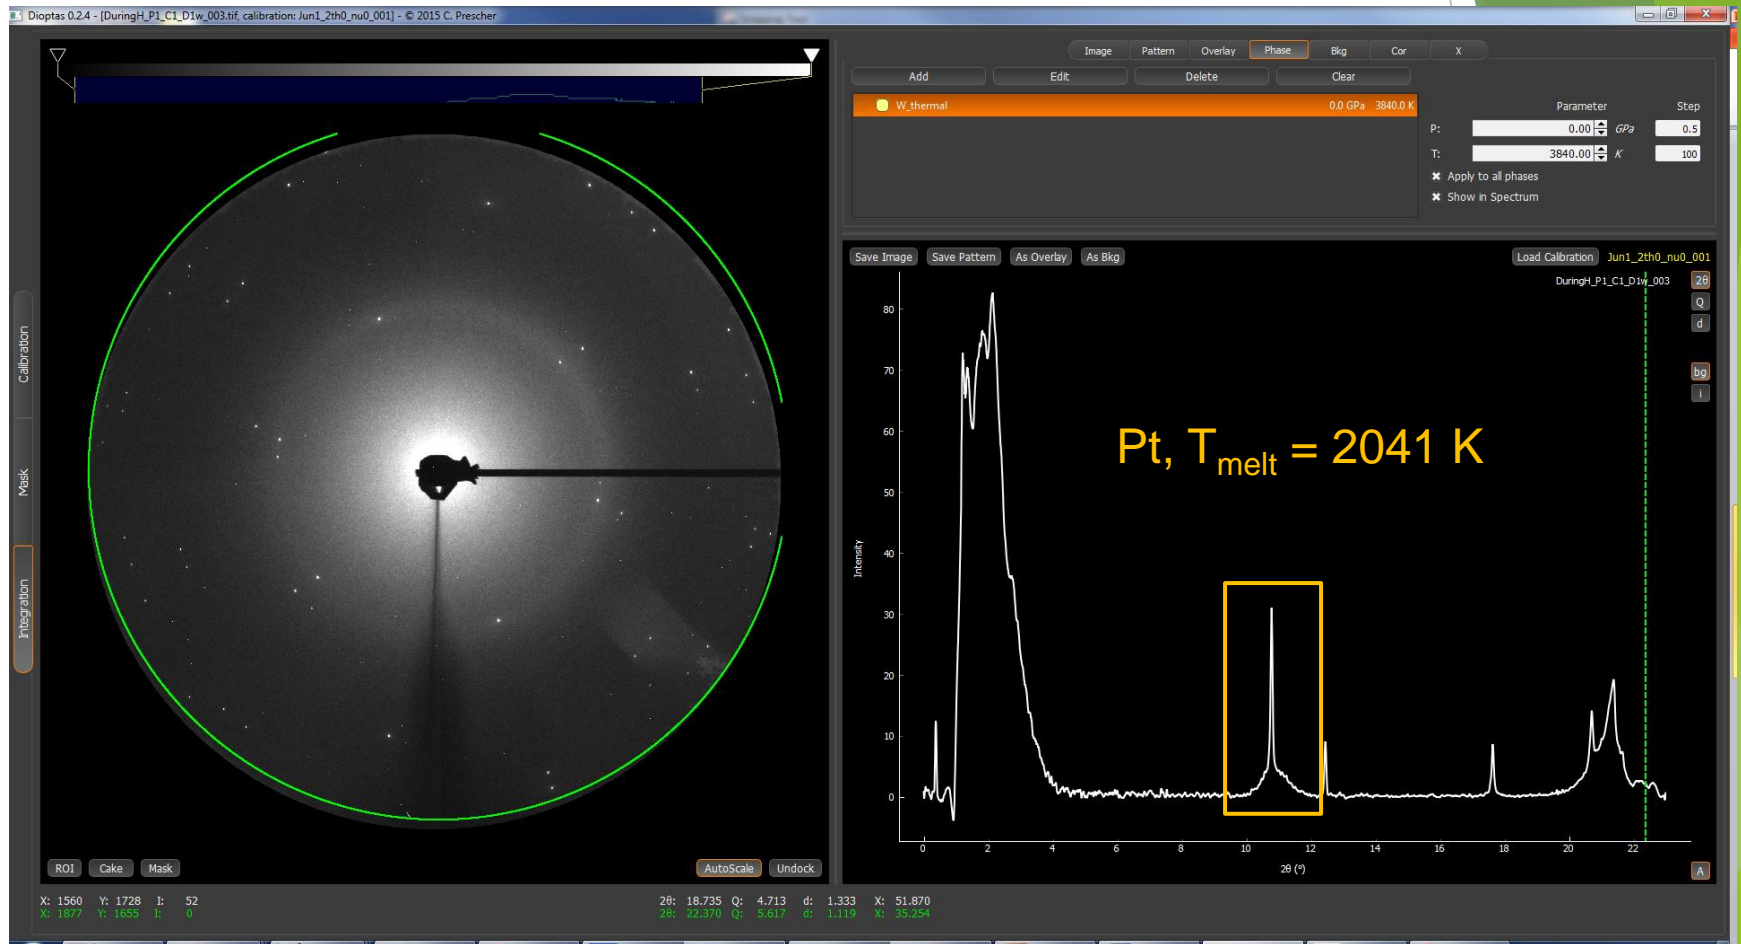 Dioptas 0.2.4 - [DuringH_P1_C1_D1w_003.tif, calibration: Jun1_2th0_nu0_001] - © 2015 C. Prescher
Image Pattern Overlay Phase Bkg Cor X
Add Edit Delete Clear
W_thermal 0.0 GPa 3840.0 K
Parameter Step
P: 0.00 GPa 0.5
T: 3840.00 K 100
Apply to all phases
Show in Spectrum
Calibration
Mask
Integration
Save Image Save Pattern As Overlay As Bkg Load Calibration Jun1_2th0_nu0_001
DuringH_P1_C1_D1w_003
2θ
Q
d
bg
i
80
70
60
50
40
30
20
10
0
Intensity
Pt, Tmelt = 2041 K
0 2 4 6 8 10 12 14 16 18 20 22
2θ (°)
A
ROI Cake Mask AutoScale Undock
X: 1560 Y: 1728 I: 52 2θ: 18.735 Q: 4.713 d: 1.333 X: 51.870
X: 1877 Y: 1655 I: 0 2θ: 22.370 Q: 5.617 d: 1.119 X: 35.254